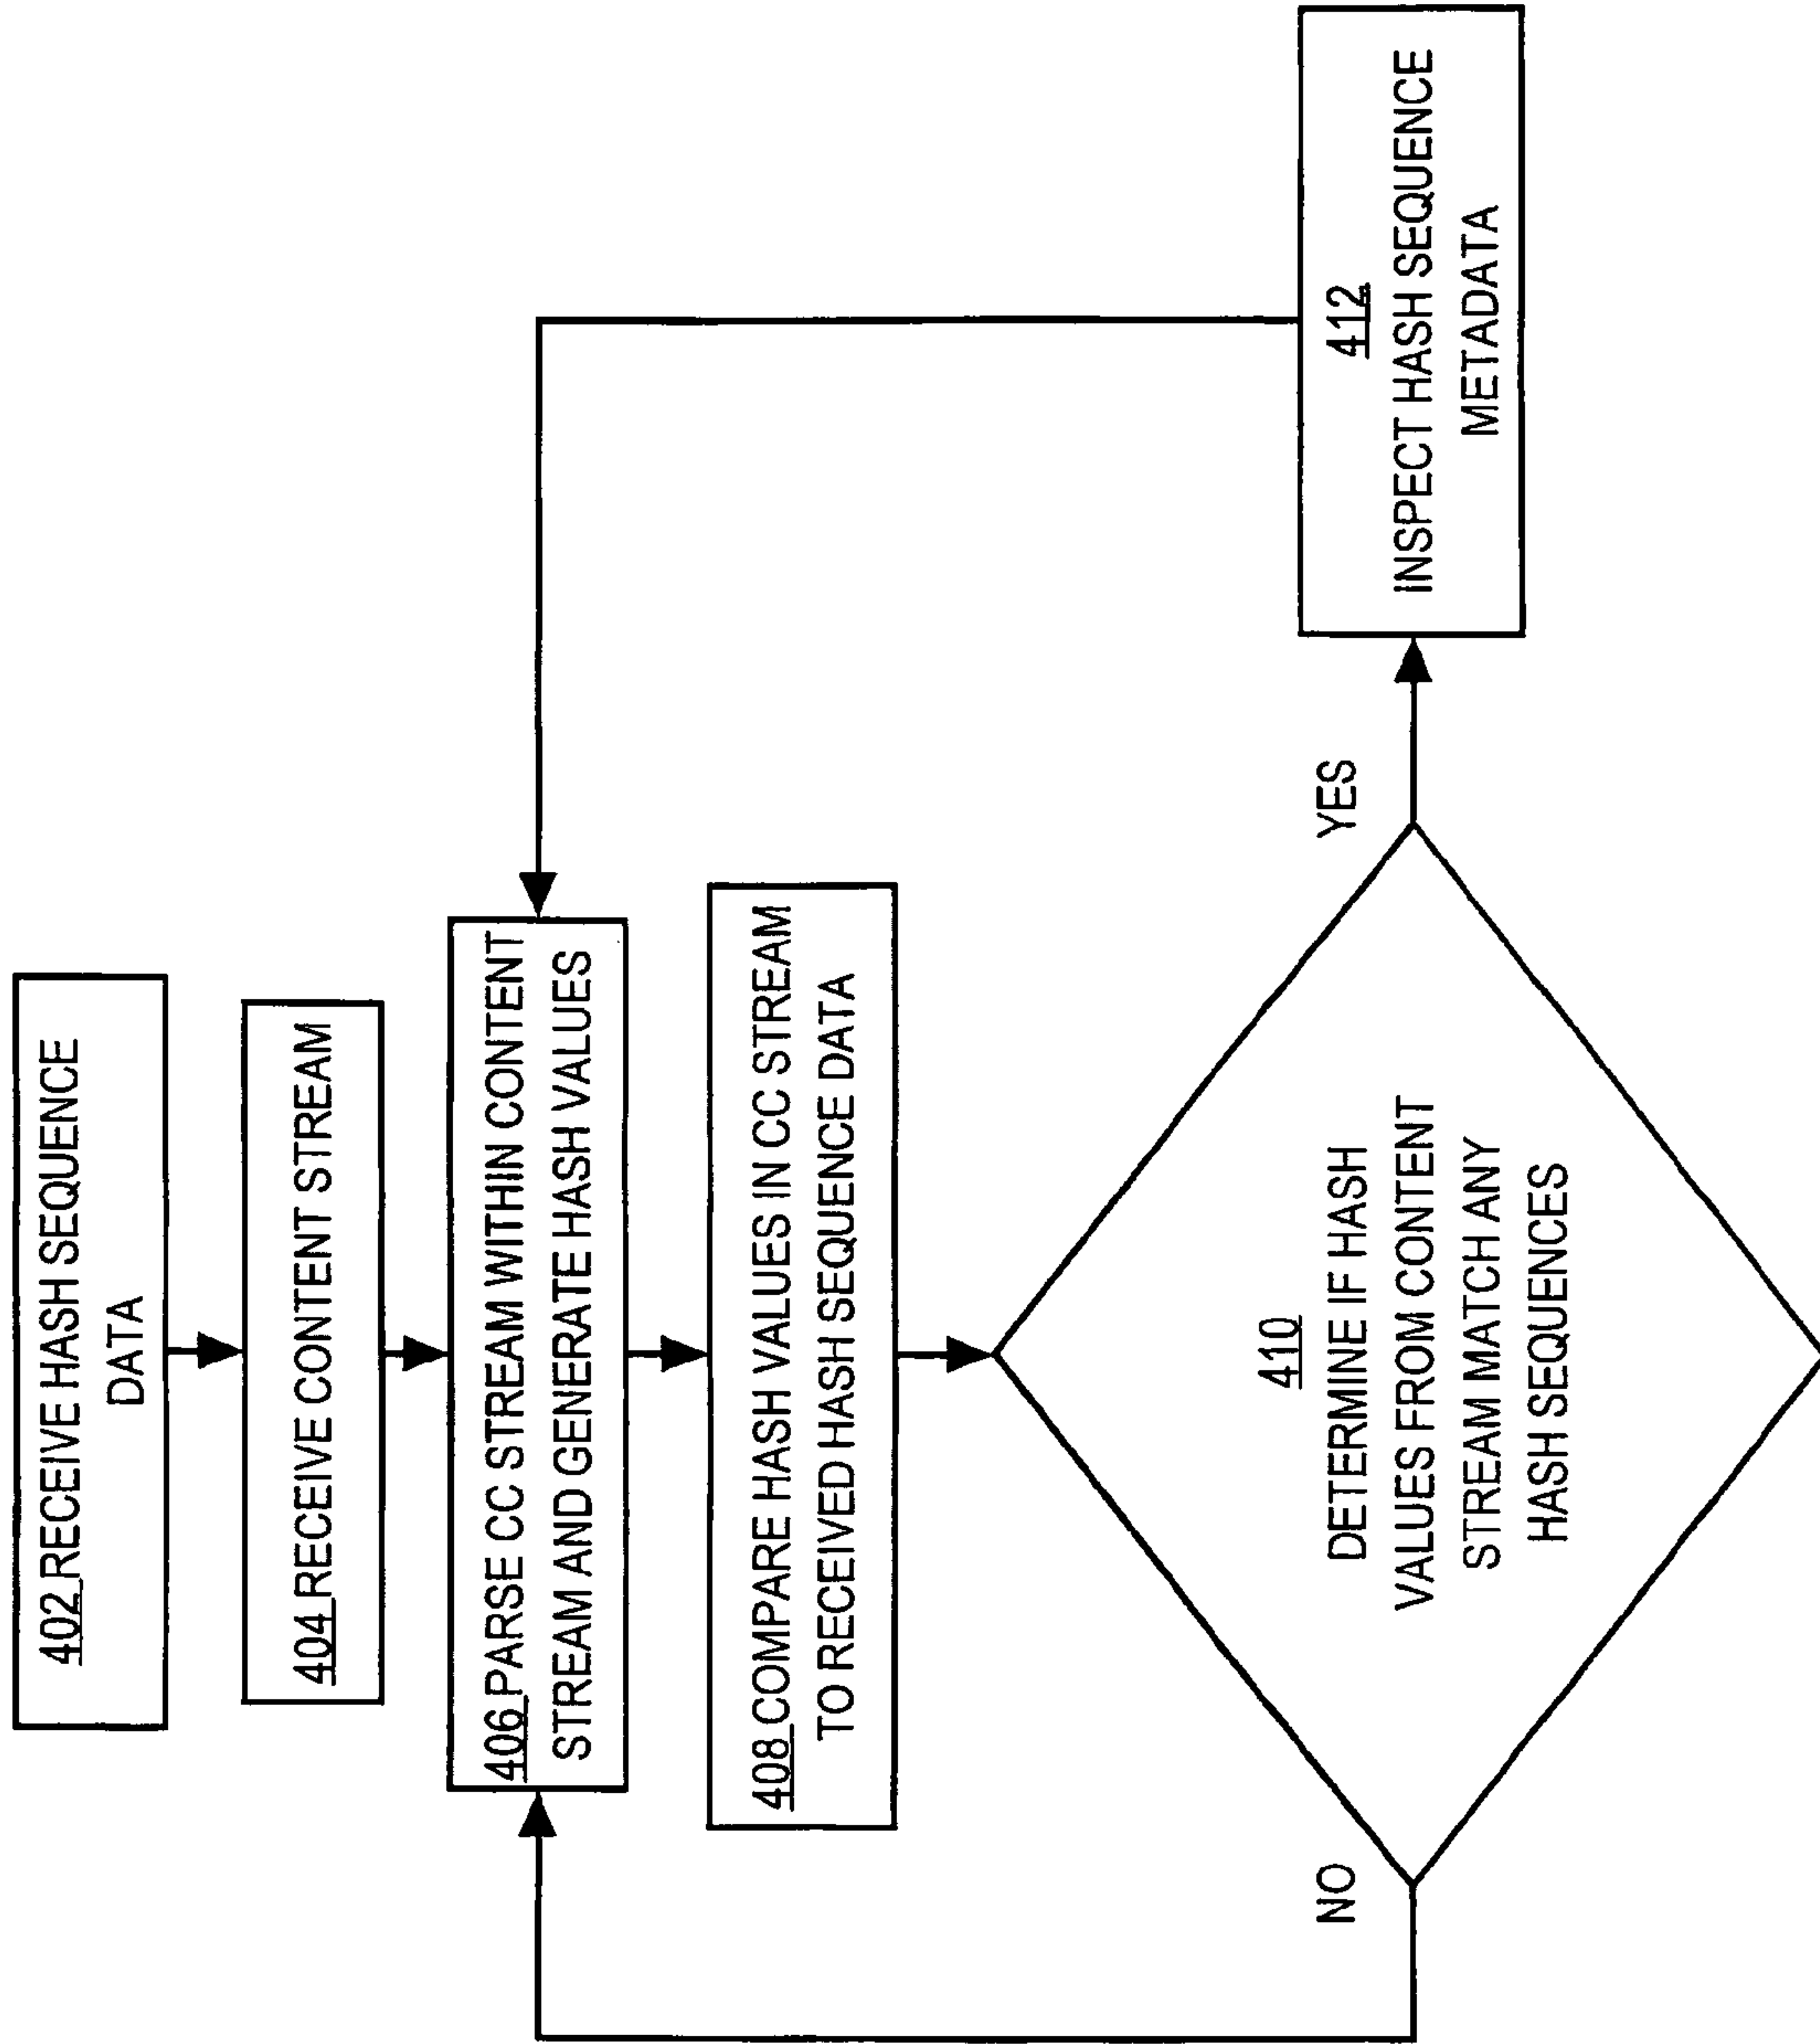 402 RECEIVE HASH SEQUENCE
DATA
404 RECEIVE CONTENT STREAM
406 PARSE CC STREAM WITHIN CONTENT
STREAM AND GENERATE HASH VALUES
408 COMPARE HASH VALUES IN CC STREAM
TO RECEIVED HASH SEQUENCE DATA
410
DETERMINE IF HASH
VALUES FROM CONTENT
STREAM MATCH ANY
HASH SEQUENCES
NO
YES
412
INSPECT HASH SEQUENCE
METADATA